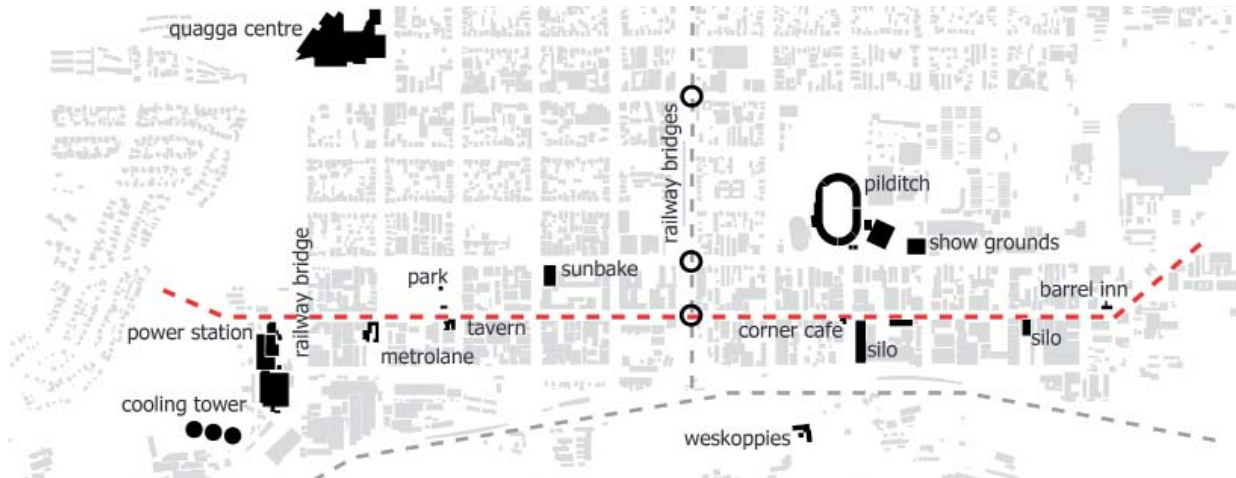 quagga centre
railway bridges
pilditch
show grounds
railway bridge
park
sunbake
barrel inn
power station
metrolane
tavern
corner cafe
silo
silo
cooling tower
weskoppies